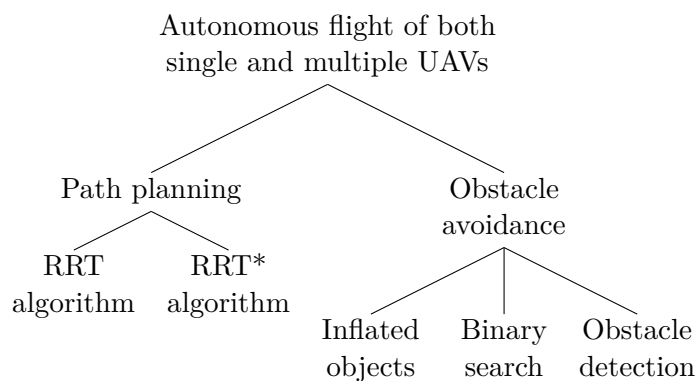 Autonomous flight of both
single and multiple UAVs
Path planning
Obstacle
avoidance
RRT
algorithm
RRT*
algorithm
Inflated
objects
Binary
search
Obstacle
detection